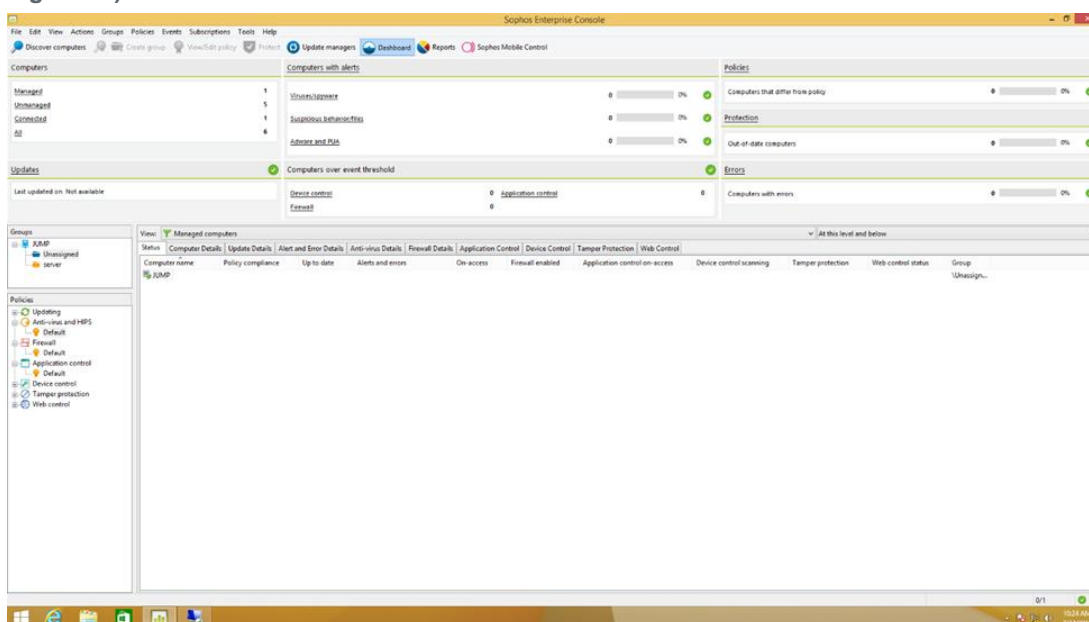 Sophos Enterprise Console
File Edit View Actions Groups Policies Events Subscriptions Tools Help
Discover computers Create group View/Edit policy Protect Update managers Dashboard Reports Sophos Mobile Control
Computers Computers with alerts Policies
Managed 1 Viruses/spyware 0 0% Computers that differ from policy 0 0%
Unmanaged 5
Connected 1 Suspicious behavior/files 0 0% Protection
All 6
Adware and PUA 0 0% Out-of-date computers 0 0%
Updates Computers over event threshold Errors
Last updated on Not available Device control 0 Application control 0 Computers with errors 0 0%
Firewall 0
Groups View: Managed computers At this level and below
JUMP Status Computer Details Update Details Alert and Error Details Anti-virus Details Firewall Details Application Control Device Control Tamper Protection Web Control
Unassigned
server Computer name Policy compliance Up to date Alerts and errors On-access Firewall enabled Application control on-access Device control scanning Tamper protection Web control status Group
JUMP \Unassign...
Policies
Updating
Anti-virus and HIPS
Default
Firewall
Default
Application control
Default
Device control
Tamper protection
Web control
0/1
10:24 AM